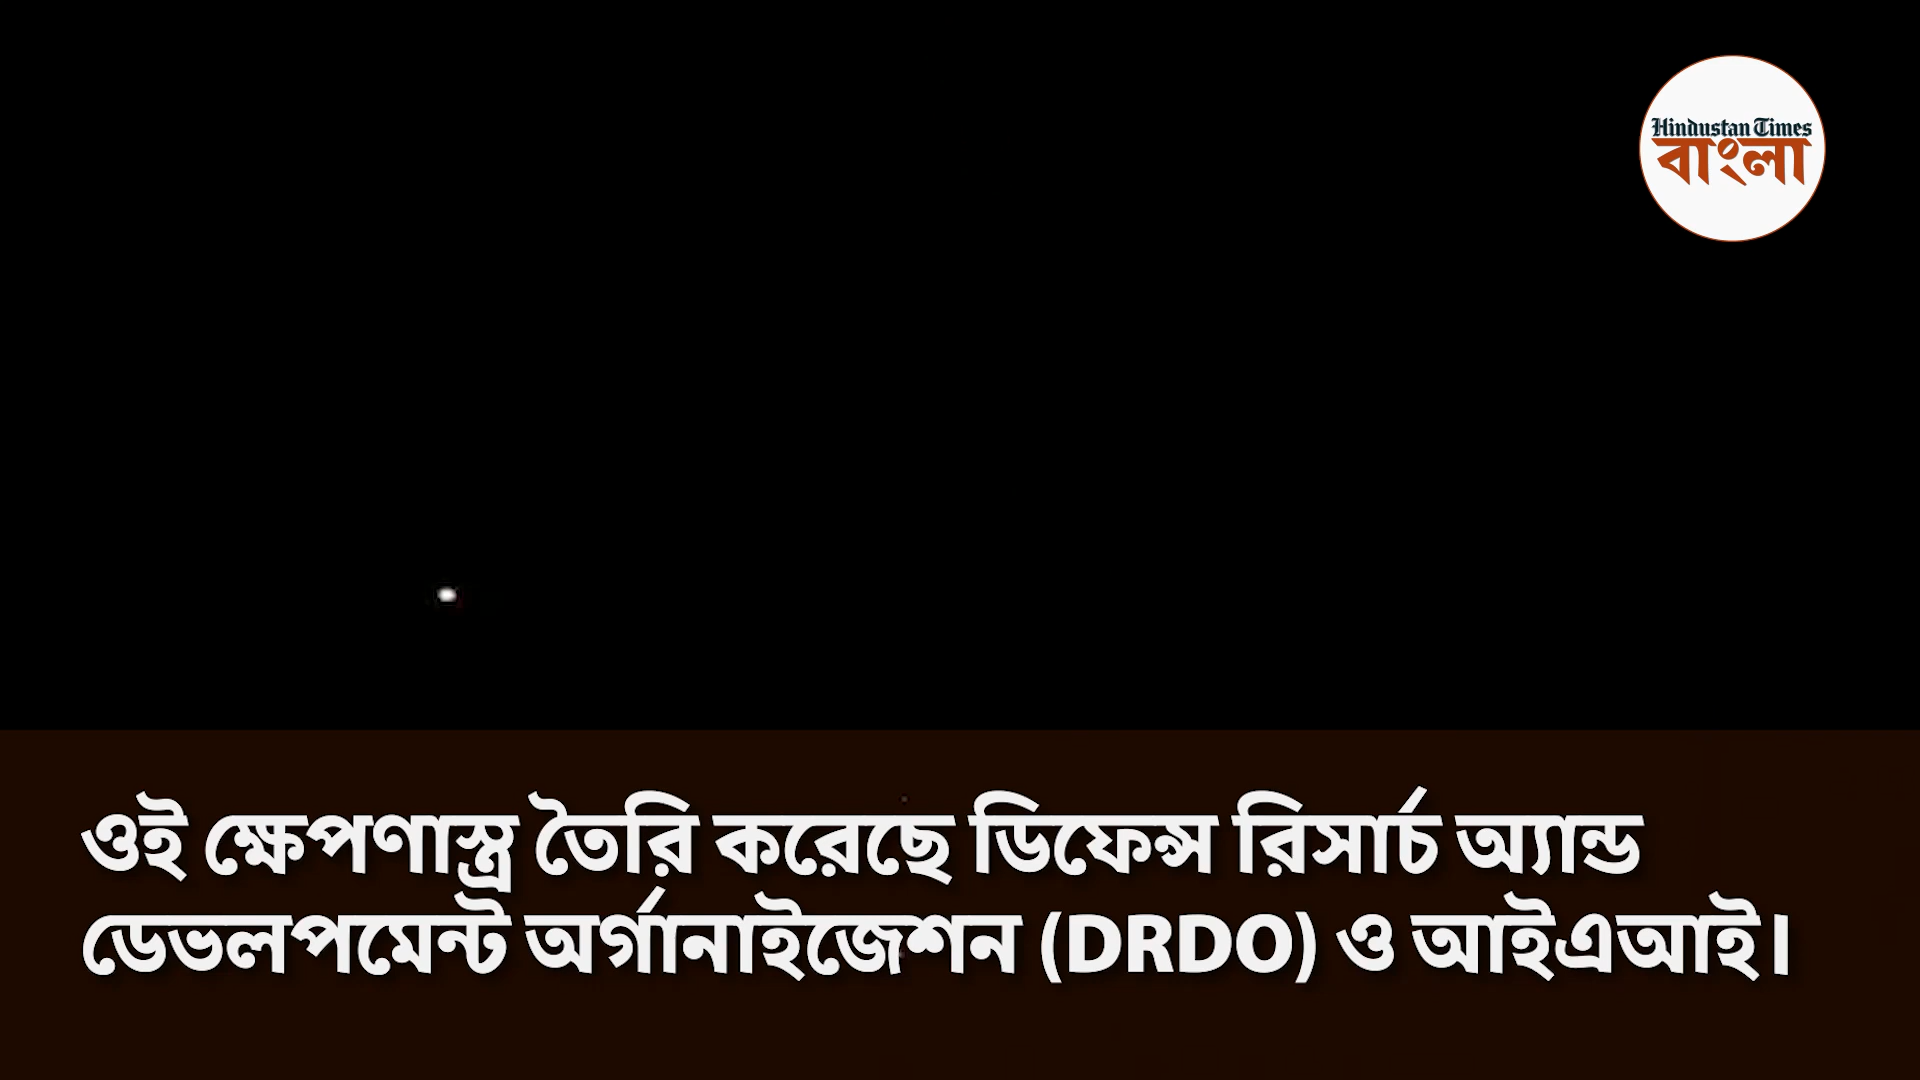 Hindustan Times
বাংলা
ওই ক্ষেপণাস্ত্র তৈরি করেছে ডিফেন্স রিসার্চ অ্যান্ড
ডেভলপমেন্ট অর্গানাইজেশন (DRDO) ও আইএআই।